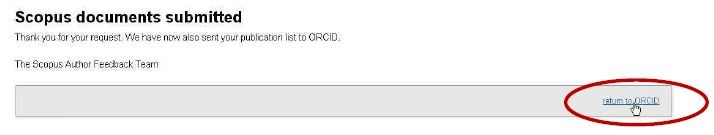 Scopus documents submitted
Thank you for your request. We have now also sent your publication list to ORCID.
The Scopus Author Feedback Team
return to ORCID